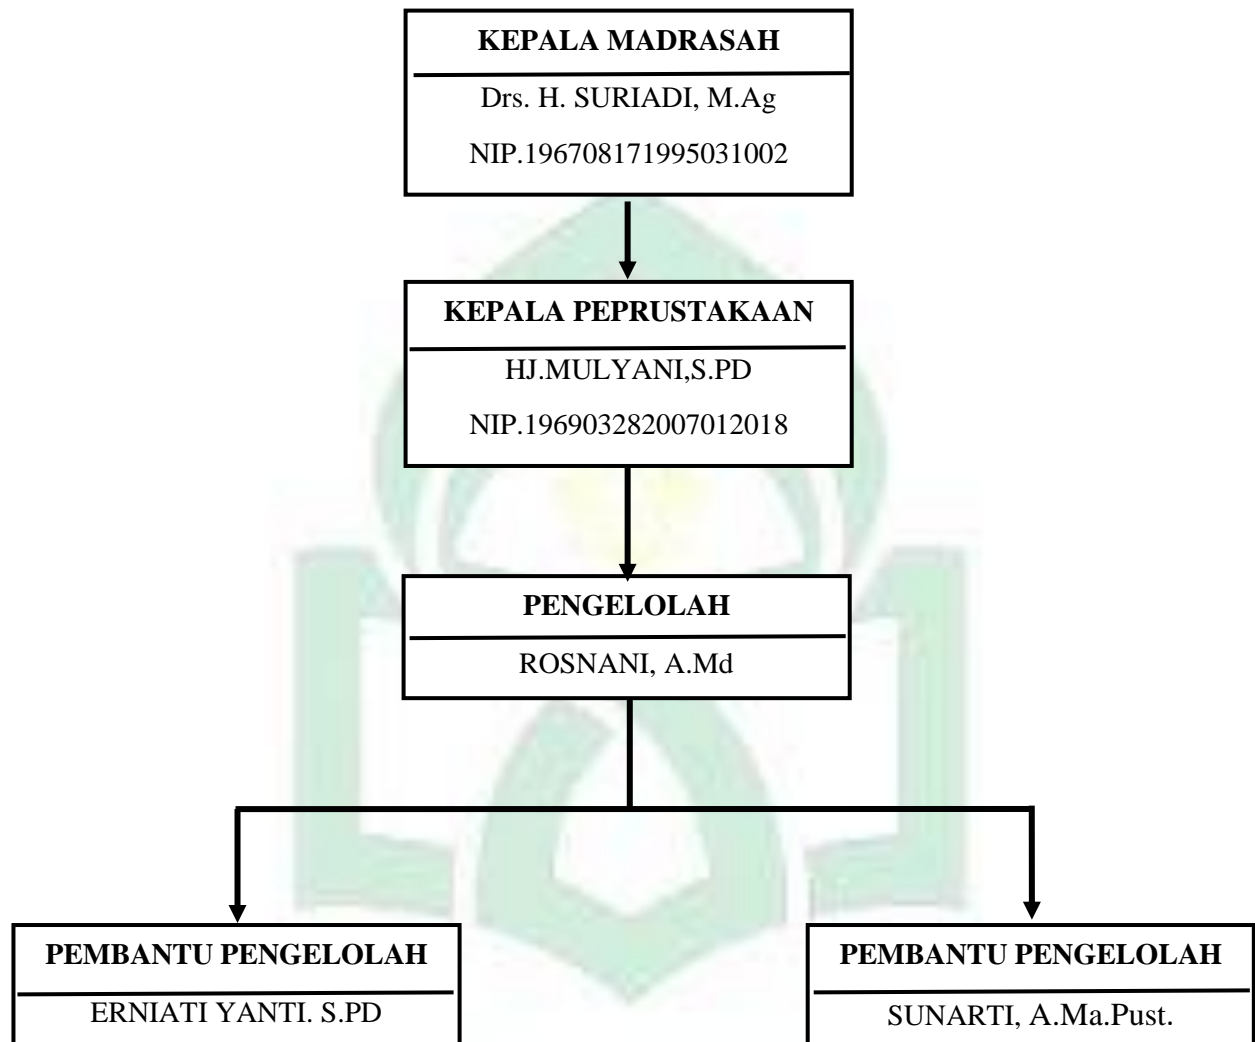 KEPALA MADRASAH
Drs. H. SURIADI, M.Ag
NIP.196708171995031002
KEPALA PEPRUSTAKAAN
HJ.MULYANI,S.PD
NIP.196903282007012018
PENGELOLAH
ROSNANI, A.Md
PEMBANTU PENGELOLAH
ERNIATI YANTI. S.PD
PEMBANTU PENGELOLAH
SUNARTI, A.Ma.Pust.